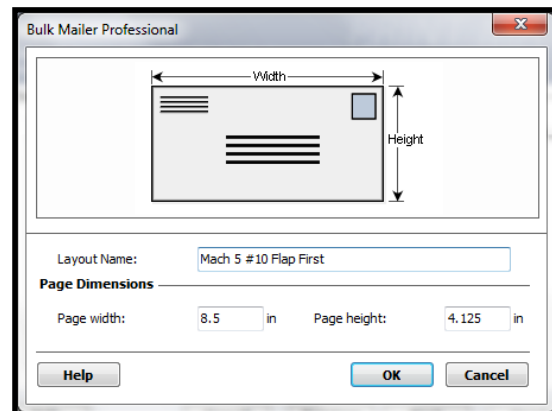 Bulk Mailer Professional
Width
Height
Layout Name: Mach 5 #10 Flap First
Page Dimensions
Page width: 8.5 in Page height: 4.125 in
Help OK Cancel